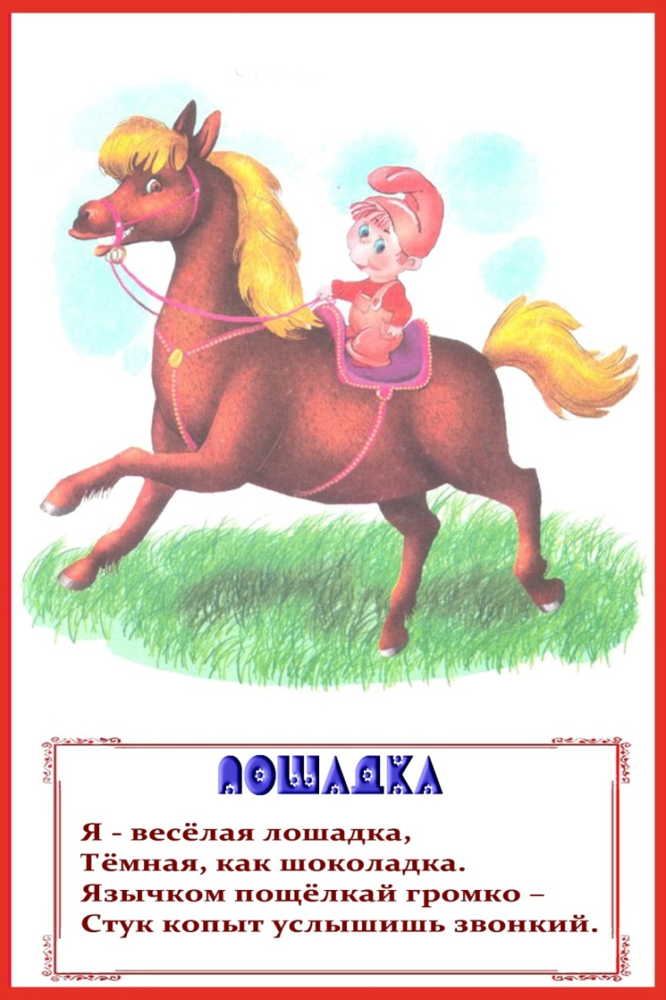 ЛОШАДКА
Я - весёлая лошадка,
Тёмная, как шоколадка.
Язычком пощёлкай громко –
Стук копыт услышишь звонкий.